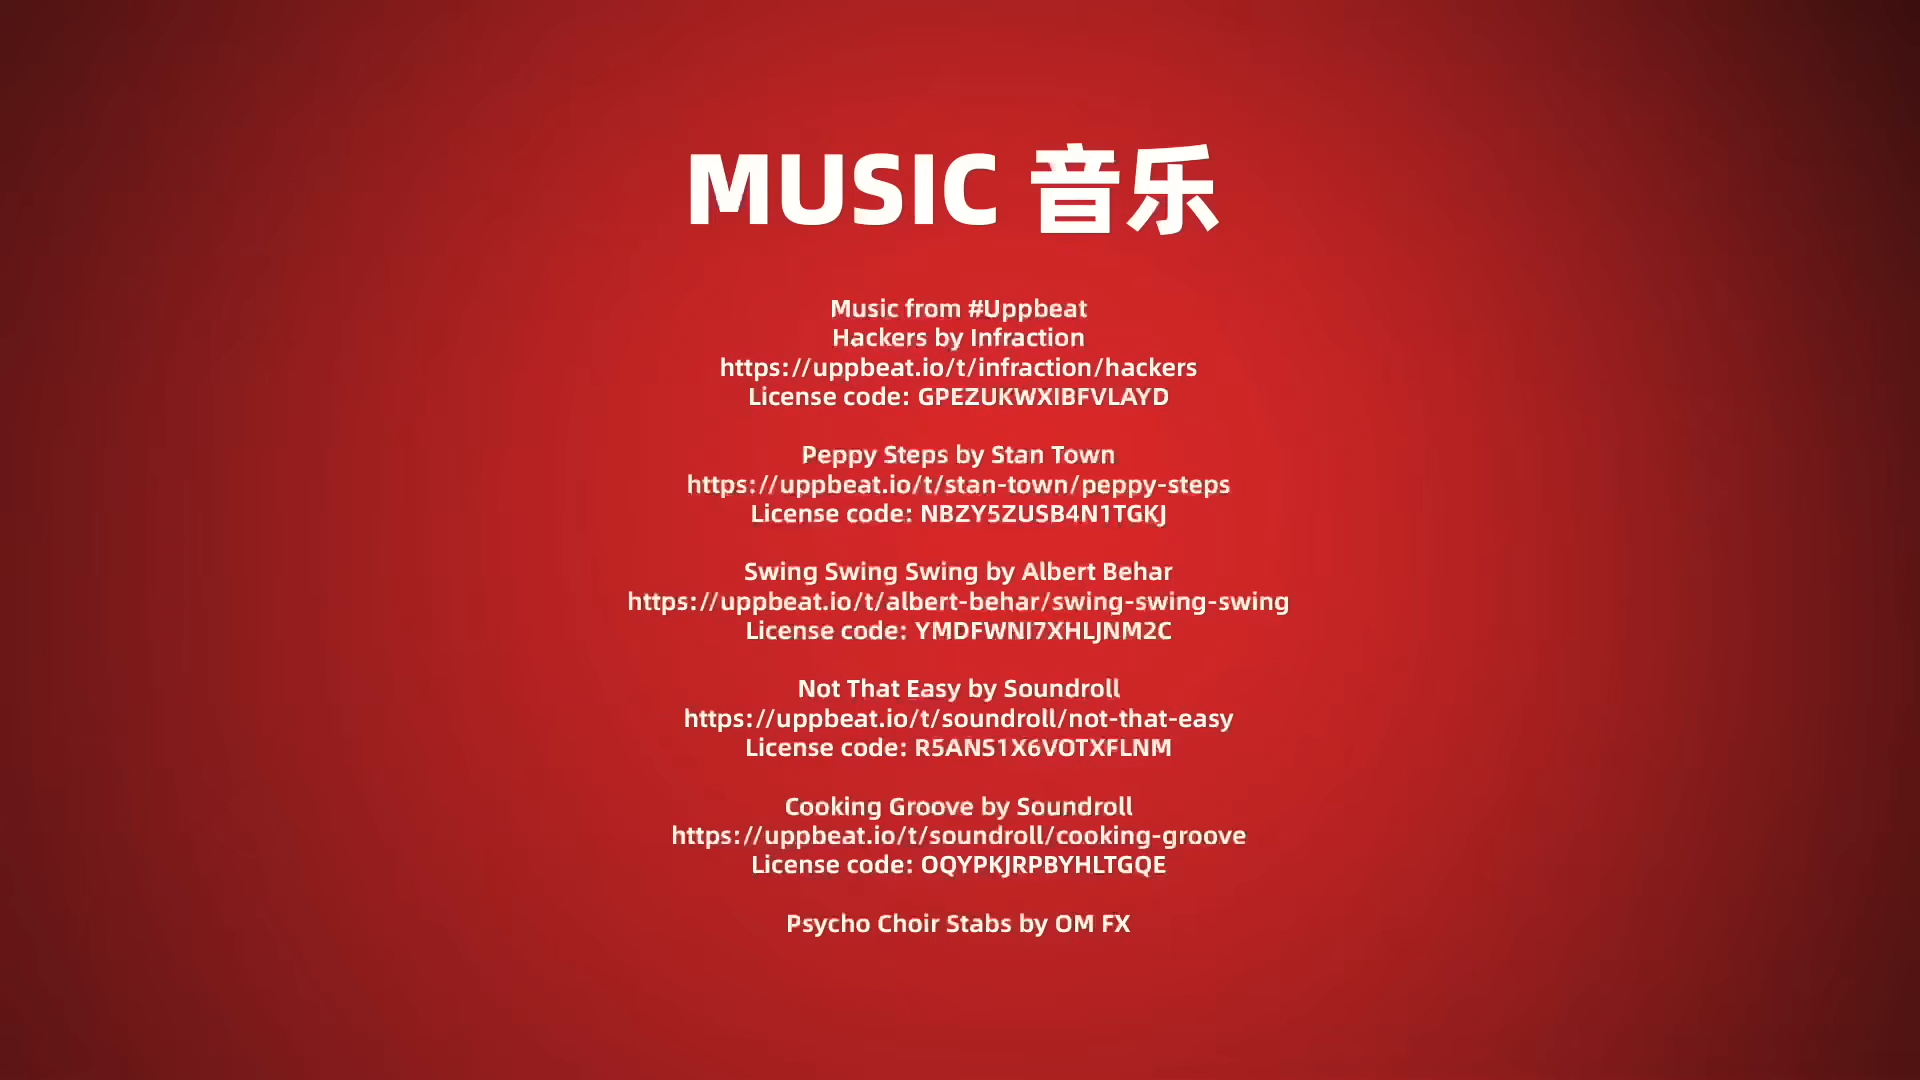 MUSIC 音乐
Music from #Uppbeat
Hackers by Infraction
https://uppbeat.io/t/infraction/hackers
License code: GPEZUKWXIBFVLAYD
Peppy Steps by Stan Town
https://uppbeat.io/t/stan-town/peppy-steps
License code: NBZY5ZUSB4N1TGKJ
Swing Swing Swing by Albert Behar
https://uppbeat.io/t/albert-behar/swing-swing-swing
License code: YMDFWNI7XHLJNM2C
Not That Easy by Soundroll
https://uppbeat.io/t/soundroll/not-that-easy
License code: R5ANS1X6VOTXFLNM
Cooking Groove by Soundroll
https://uppbeat.io/t/soundroll/cooking-groove
License code: OQYPKJRPBYHLTGQE
Psycho Choir Stabs by OM FX